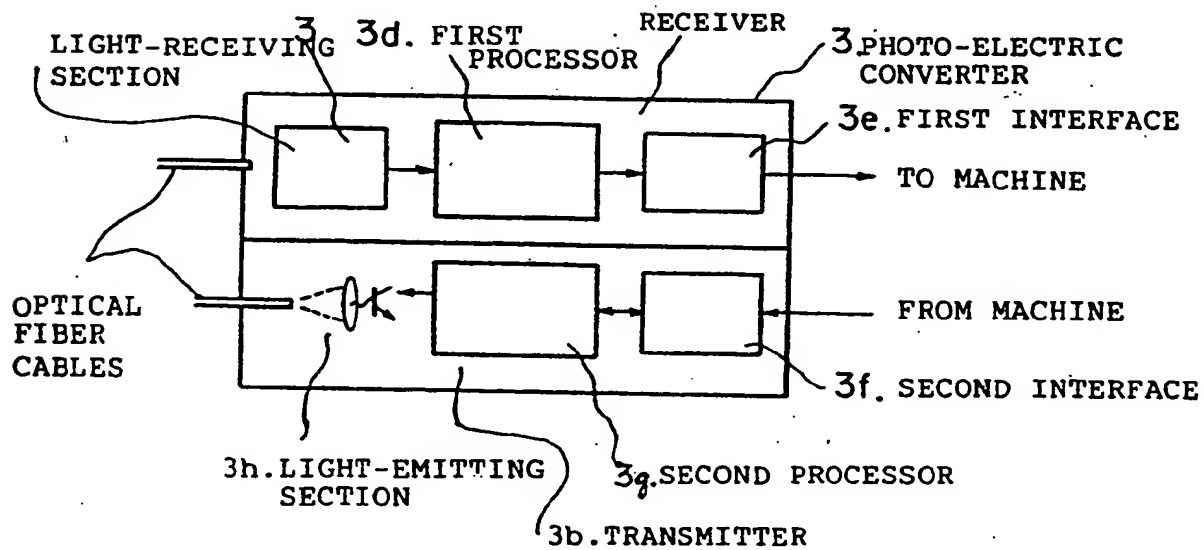 LIGHT-RECEIVING
SECTION
3
3d. FIRST
PROCESSOR
RECEIVER
3. PHOTO-ELECTRIC
CONVERTER
3e. FIRST INTERFACE
TO MACHINE
OPTICAL
FIBER
CABLES
FROM MACHINE
3f. SECOND INTERFACE
3h. LIGHT-EMITTING
SECTION
3g. SECOND PROCESSOR
3b. TRANSMITTER